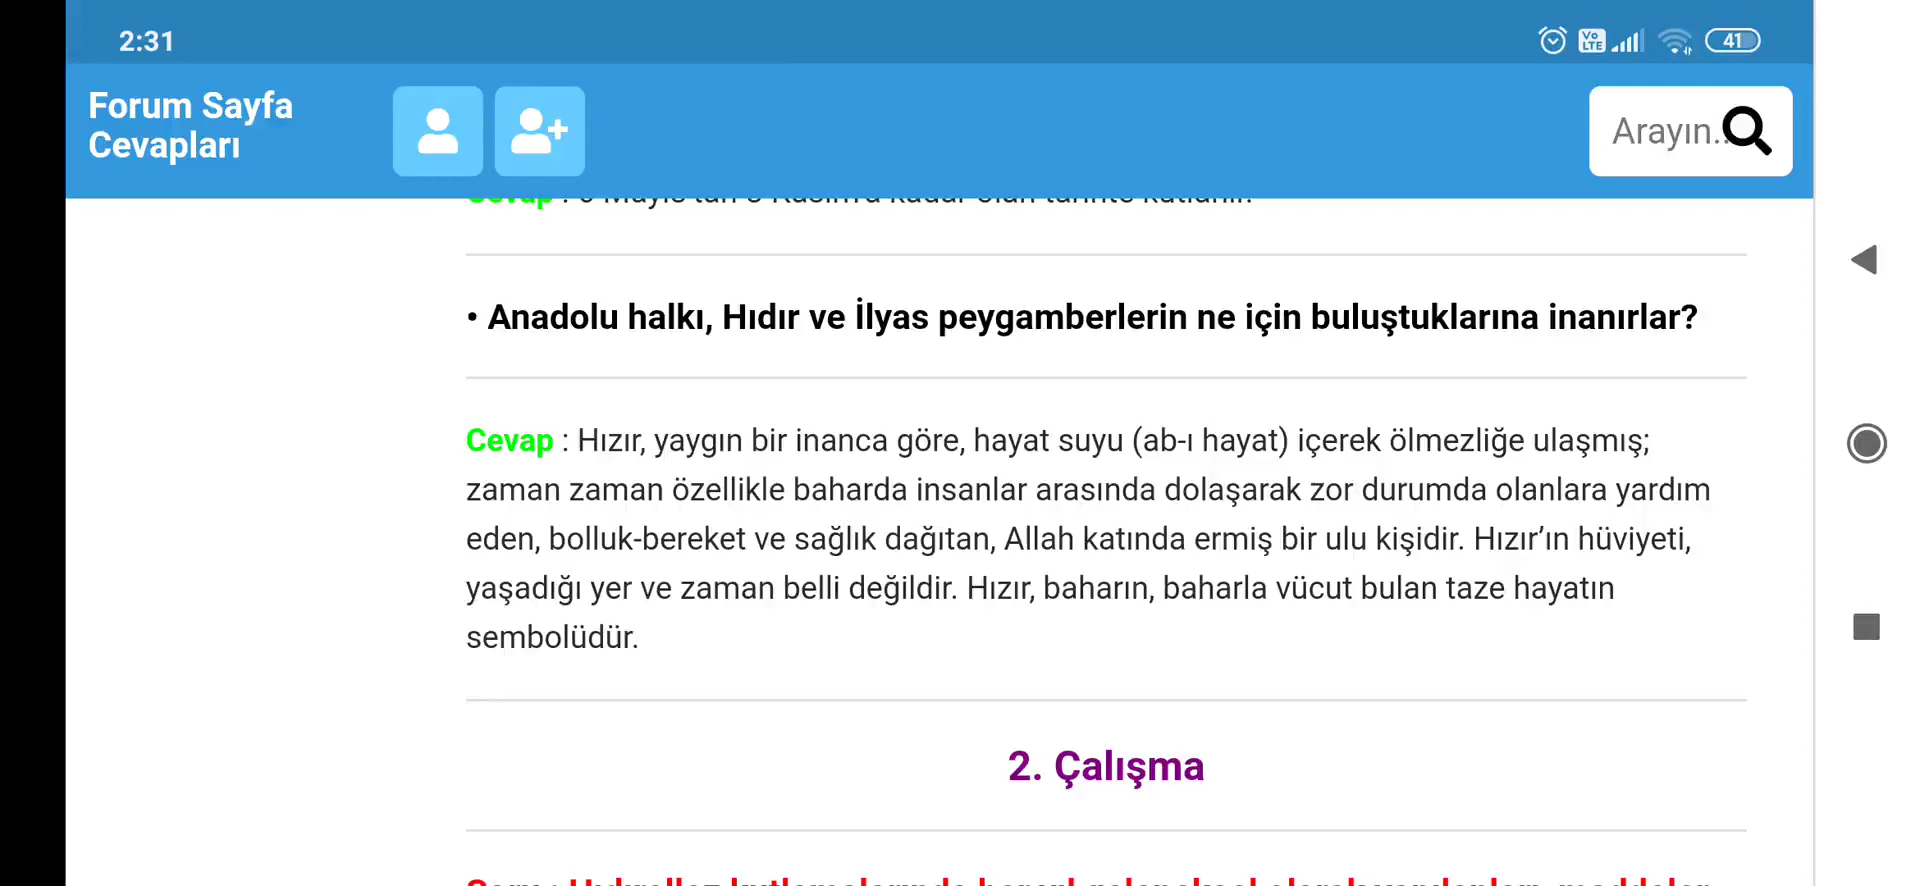 2:31
Vo LTE
41
Forum Sayfa
Cevapları
Arayın..
• Anadolu halkı, Hıdır ve İlyas peygamberlerin ne için buluştuklarına inanırlar?
Cevap : Hızır, yaygın bir inanca göre, hayat suyu (ab-ı hayat) içerek ölmezliğe ulaşmış;
zaman zaman özellikle baharda insanlar arasında dolaşarak zor durumda olanlara yardım
eden, bolluk-bereket ve sağlık dağıtan, Allah katında ermiş bir ulu kişidir. Hızır’ın hüviyeti,
yaşadığı yer ve zaman belli değildir. Hızır, baharın, baharla vücut bulan taze hayatın
sembolüdür.
2. Çalışma